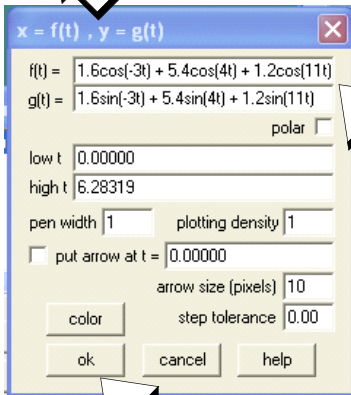 x = f(t) , y = g(t)
f(t) = 1.6cos(-3t) + 5.4cos(4t) + 1.2cos(11t)
g(t) = 1.6sin(-3t) + 5.4sin(4t) + 1.2sin(11t)
polar
low t 0.00000
high t 6.28319
pen width 1 plotting density 1
put arrow at t = 0.00000
arrow size (pixels) 10
color step tolerance 0.00
ok cancel help